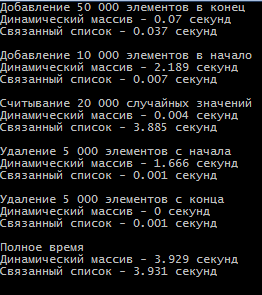 Добавление 50 000 элементов в конец
Динамический массив - 0.07 секунд
Связанный список - 0.037 секунд
Добавление 10 000 элементов в начало
Динамический массив - 2.189 секунд
Связанный список - 0.007 секунд
Считывание 20 000 случайных значений
Динамический массив - 0.004 секунд
Связанный список - 3.885 секунд
Удаление 5 000 элементов с начала
Динамический массив - 1.666 секунд
Связанный список - 0.001 секунд
Удаление 5 000 элементов с конца
Динамический массив - 0 секунд
Связанный список - 0.001 секунд
Полное время
Динамический массив - 3.929 секунд
Связанный список - 3.931 секунд